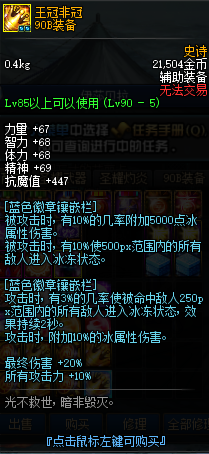 王冠非冠
90B装备
史诗
0.4kg
21,504金币
辅助装备
无法交易
Lv85以上可以使用 (Lv90 - 5)
力量 +67
智力 +68
体力 +68
精神 +69
抗魔值 +447
[蓝色徽章镶嵌栏]
被攻击时,有10%的几率附加5000点水属性伤害。
被攻击时,有10%使500px范围内的所有敌人进入冰冻状态。
[蓝色徽章镶嵌栏]
攻击时,有3%的几率使被命中敌人250px范围内的所有敌人进入冰冻状态,效果持续2秒。
攻击时,附加10%的冰属性伤害。
最终伤害 +20%
所有攻击力 +10%
光不救世,暗非毁灭。
出售
修理
全部修理
『点击鼠标左键可购买』